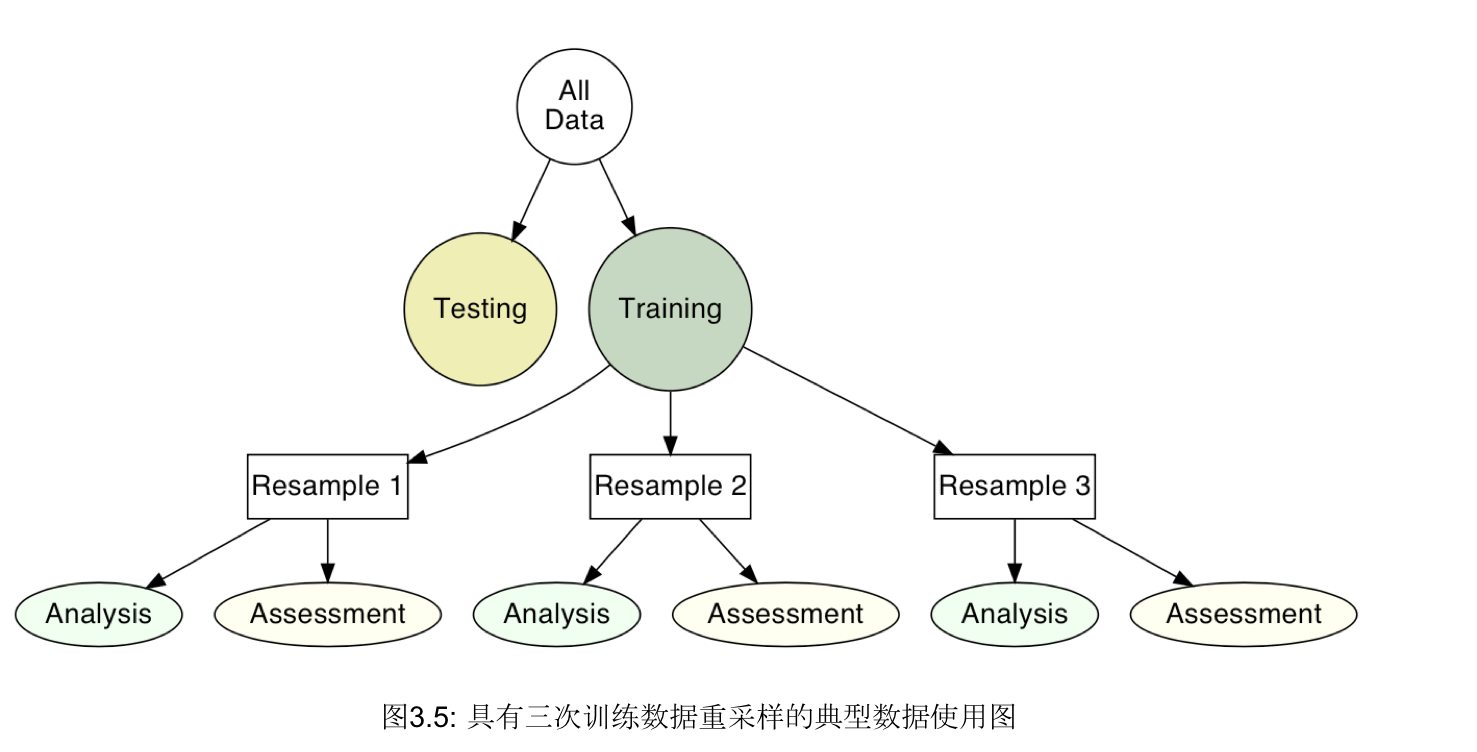 All
Data
Testing
Training
Resample 1
Resample 2
Resample 3
Analysis
Assessment
Analysis
Assessment
Analysis
Assessment
图3.5: 具有三次训练数据重采样的典型数据使用图